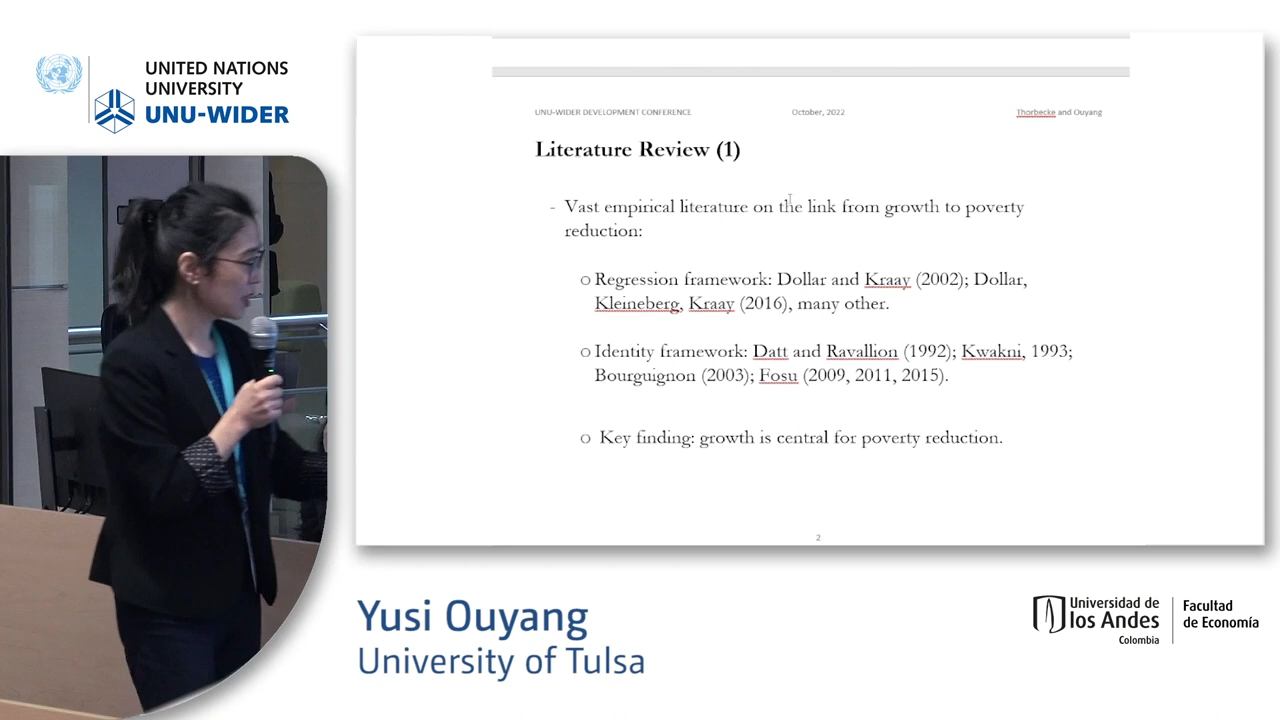 UNITED NATIONS
UNIVERSITY
UNU-WIDER
UNU-WIDER DEVELOPMENT CONFERENCE October, 2022 Thorbecke and Ouyang
Literature Review (1)
- Vast empirical literature on the link from growth to poverty
reduction:
o Regression framework: Dollar and Kraay (2002); Dollar,
Kleineberg, Kraay (2016), many other.
o Identity framework: Datt and Ravallion (1992); Kwakni, 1993;
Bourguignon (2003); Fosu (2009, 2011, 2015).
o Key finding: growth is central for poverty reduction.
2
Yusi Ouyang
University of Tulsa
Universidad de
los Andes
Colombia
Facultad
de Economía